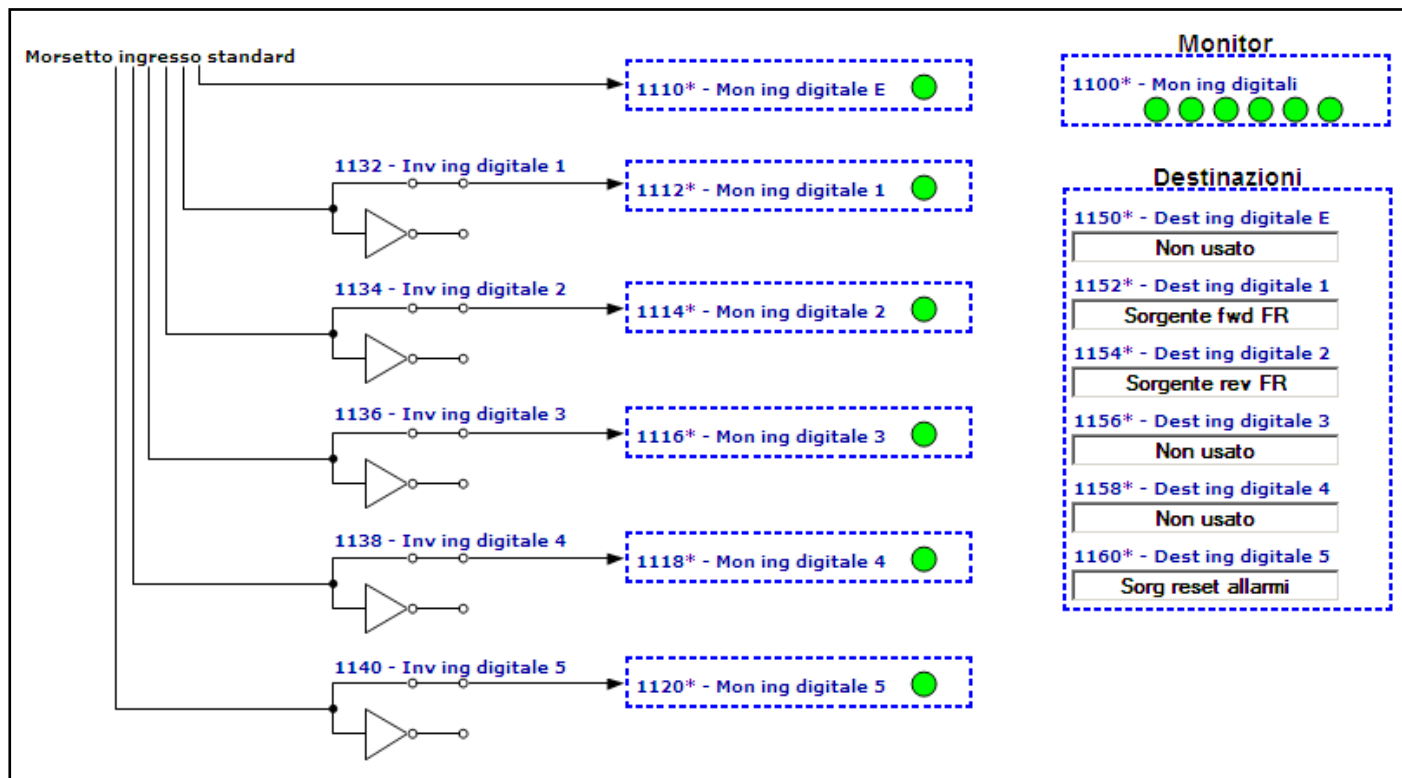 Morsetto ingresso standard
1110* - Mon ing digitale E
1132 - Inv ing digitale 1
1112* - Mon ing digitale 1
1134 - Inv ing digitale 2
1114* - Mon ing digitale 2
1136 - Inv ing digitale 3
1116* - Mon ing digitale 3
1138 - Inv ing digitale 4
1118* - Mon ing digitale 4
1140 - Inv ing digitale 5
1120* - Mon ing digitale 5
Monitor
1100* - Mon ing digitali
Destinazioni
1150* - Dest ing digitale E
Non usato
1152* - Dest ing digitale 1
Sorgente fwd FR
1154* - Dest ing digitale 2
Sorgente rev FR
1156* - Dest ing digitale 3
Non usato
1158* - Dest ing digitale 4
Non usato
1160* - Dest ing digitale 5
Sorg reset allarmi